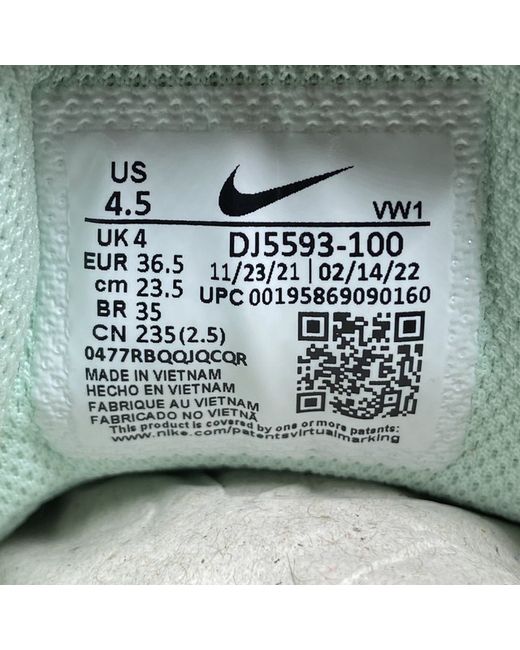 US
4.5
VW1
UK 4
DJ5593-100
EUR 36.5
11/23/21 | 02/14/22
cm 23.5
UPC 00195869090160
BR 35
CN 235(2.5)
0477RBQQJQCQR
MADE IN VIETNAM
HECHO EN VIETNAM
FABRIQUE AU VIETNAM
FABRICADO NO VIETNÃ
This product is covered by one or more patents:
www.nike.com/patentsvirtualmarking